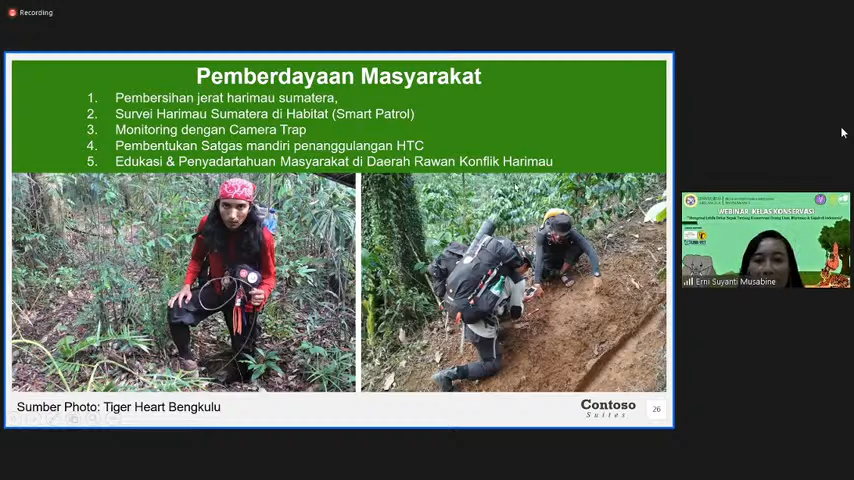 Recording
Pemberdayaan Masyarakat
1. Pembersihan jerat harimau sumatera,
2. Survei Harimau Sumatera di Habitat (Smart Patrol)
3. Monitoring dengan Camera Trap
4. Pembentukan Satgas mandiri penanggulangan HTC
5. Edukasi & Penyadartahuan Masyarakat di Daerah Rawan Konflik Harimau
Sumber Photo: Tiger Heart Bengkulu
Contoso
Suites
26
WEBINAR KELAS KONSERVASI
Erni Suyanti Musabine